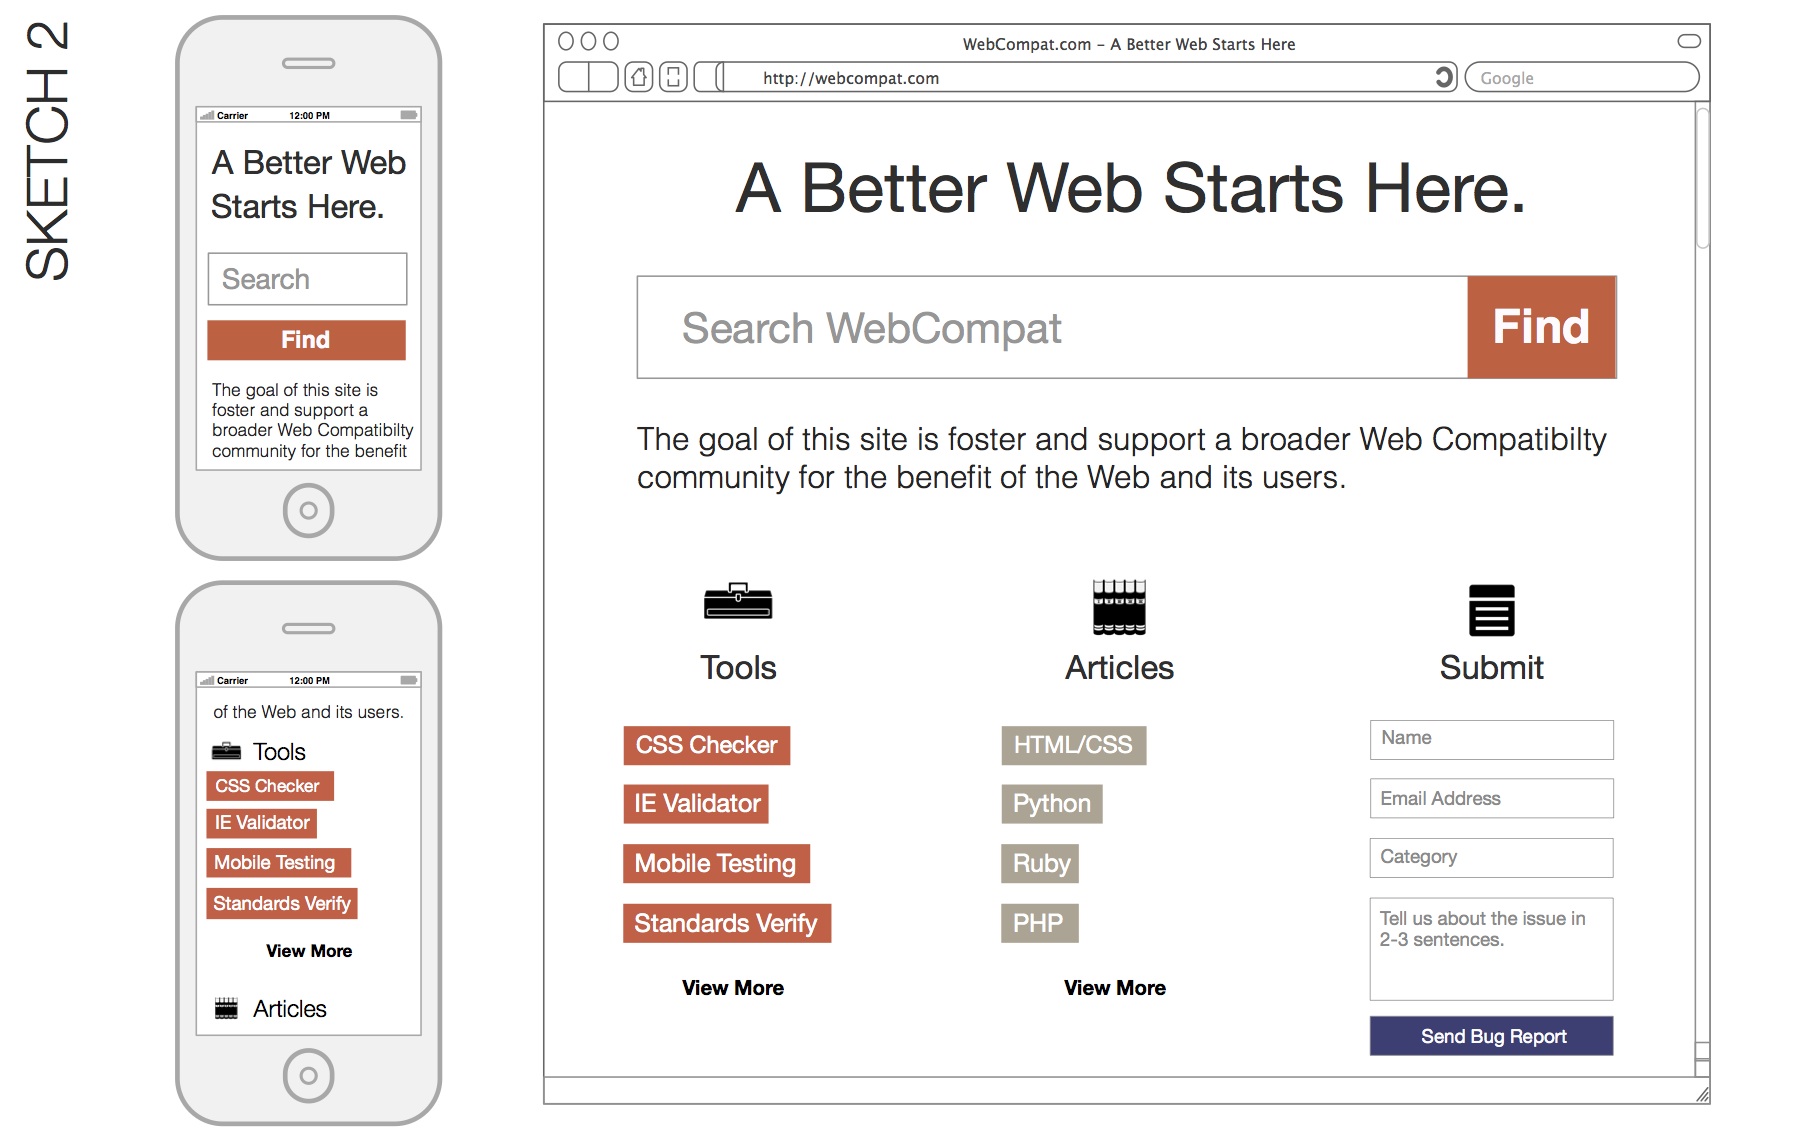 SKETCH 2
Carrier 12:00 PM
A Better Web
Starts Here.
Search
Find
The goal of this site is
foster and support a
broader Web Compatibilty
community for the benefit
Carrier 12:00 PM
of the Web and its users.
Tools
CSS Checker
IE Validator
Mobile Testing
Standards Verify
View More
Articles
WebCompat.com – A Better Web Starts Here
http://webcompat.com
Google
A Better Web Starts Here.
Search WebCompat
Find
The goal of this site is foster and support a broader Web Compatibilty
community for the benefit of the Web and its users.
Tools
CSS Checker
IE Validator
Mobile Testing
Standards Verify
View More
Articles
HTML/CSS
Python
Ruby
PHP
View More
Submit
Name
Email Address
Category
Tell us about the issue in
2-3 sentences.
Send Bug Report